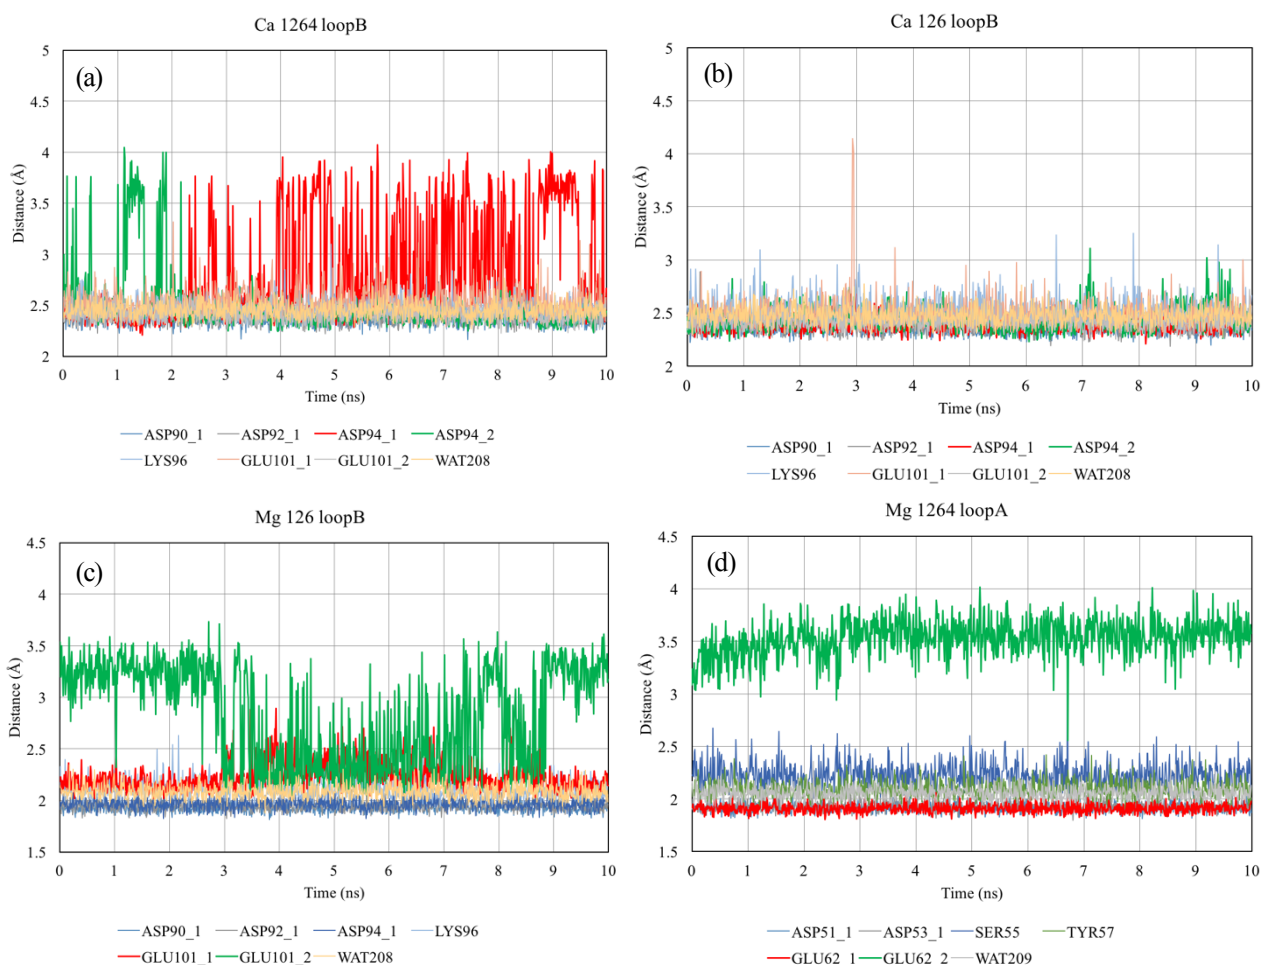 Ca 1264 loopB
(a)
5
4.5
4
3.5
3
2.5
2
Distance (Å)
0 1 2 3 4 5 6 7 8 9 10
Time (ns)
ASP90_1 ASP92_1 ASP94_1 ASP94_2
LYS96 GLU101_1 GLU101_2 WAT208
Ca 126 loopB
(b)
5
4.5
4
3.5
3
2.5
2
Distance (Å)
0 1 2 3 4 5 6 7 8 9 10
Time (ns)
ASP90_1 ASP92_1 ASP94_1 ASP94_2
LYS96 GLU101_1 GLU101_2 WAT208
Mg 126 loopB
(c)
4.5
4
3.5
3
2.5
2
1.5
Distance (Å)
0 1 2 3 4 5 6 7 8 9 10
Time (ns)
ASP90_1 ASP92_1 ASP94_1 LYS96
GLU101_1 GLU101_2 WAT208
Mg 1264 loopA
(d)
4.5
4
3.5
3
2.5
2
1.5
Distance (Å)
0 1 2 3 4 5 6 7 8 9 10
Time (ns)
ASP51_1 ASP53_1 SER55 TYR57
GLU62_1 GLU62_2 WAT209